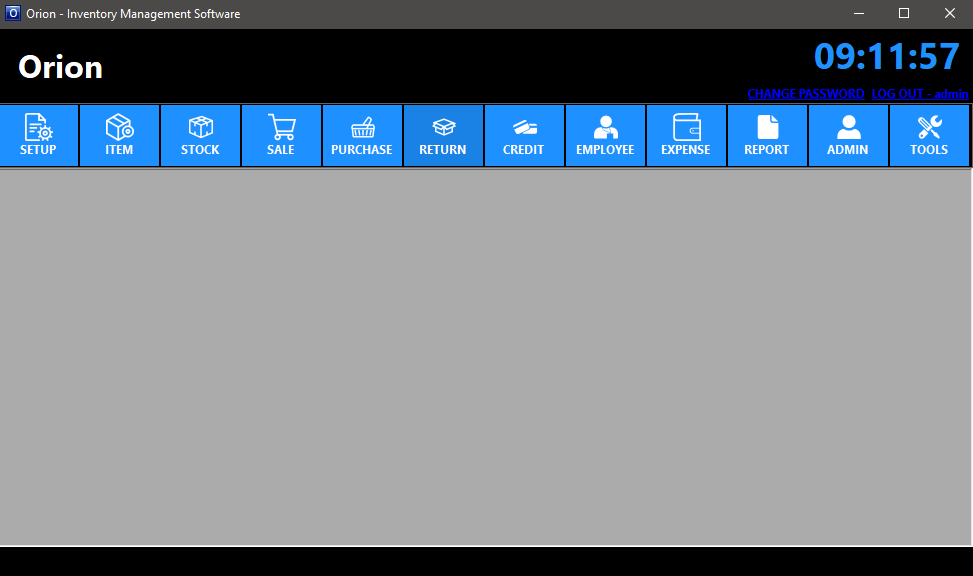 O Orion - Inventory Management Software
Orion
09:11:57
CHANGE PASSWORD LOG OUT - admin
SETUP ITEM STOCK SALE PURCHASE RETURN CREDIT EMPLOYEE EXPENSE REPORT ADMIN TOOLS